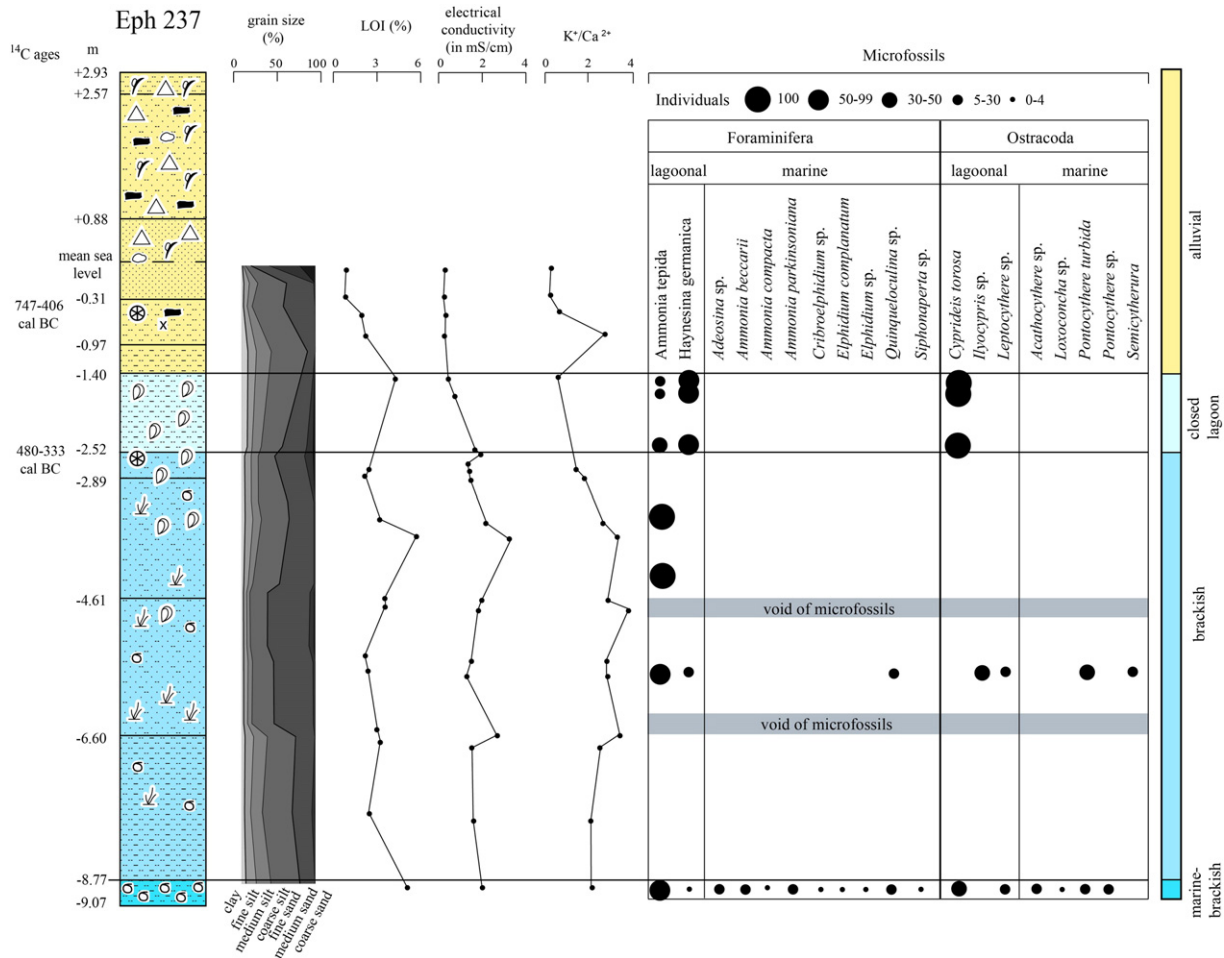 Eph 237
¹⁴C ages
m
grain size
(%)
0 50 100
LOI (%)
0 3 6
electrical
conductivity
(in mS/cm)
0 2 4
K⁺/Ca ²⁺
0 2 4
Microfossils
Individuals 100 50-99 30-50 5-30 0-4
Foraminifera Ostracoda
lagoonal marine lagoonal marine
Ammonia tepida
Haynesina germanica
Adeosina sp.
Ammonia beccarii
Ammonia compacta
Ammonia parkinsoniana
Cribroelphidium sp.
Elphidium complanatum
Elphidium sp.
Quinqueloculina sp.
Siphonaperta sp.
Cyprideis torosa
Ilyocypris sp.
Leptocythere sp.
Acathocythere sp.
Loxoconcha sp.
Pontocythere turbida
Pontocythere sp.
Semicytherura
+2.93
+2.57
+0.88
mean sea
level
-0.31
747-406
cal BC
x
-0.97
-1.40
480-333
cal BC
-2.52
-2.89
-4.61
void of microfossils
-6.60
void of microfossils
-8.77
-9.07
clay
fine silt
medium silt
coarse silt
fine sand
medium sand
coarse sand
alluvial
closed
lagoon
brackish
marine-
brackish